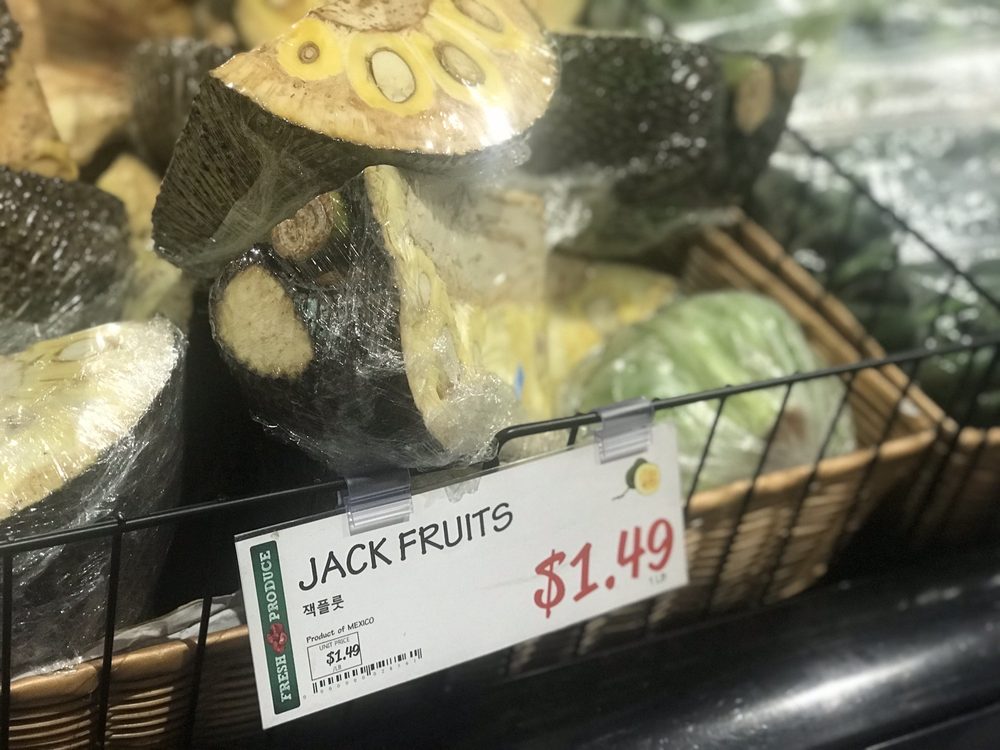 JACK FRUITS
잭플룻
$1.49
1 LB
Product of MEXICO
UNIT PRICE
$1.49
/LB
FRESH PRODUCE